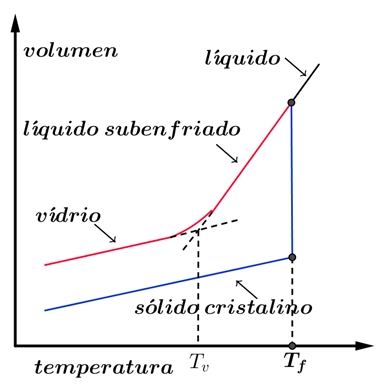 volumen
líquido
líquido subenfriado
vídrio
sólido cristalino
temperatura
T_v
T_f